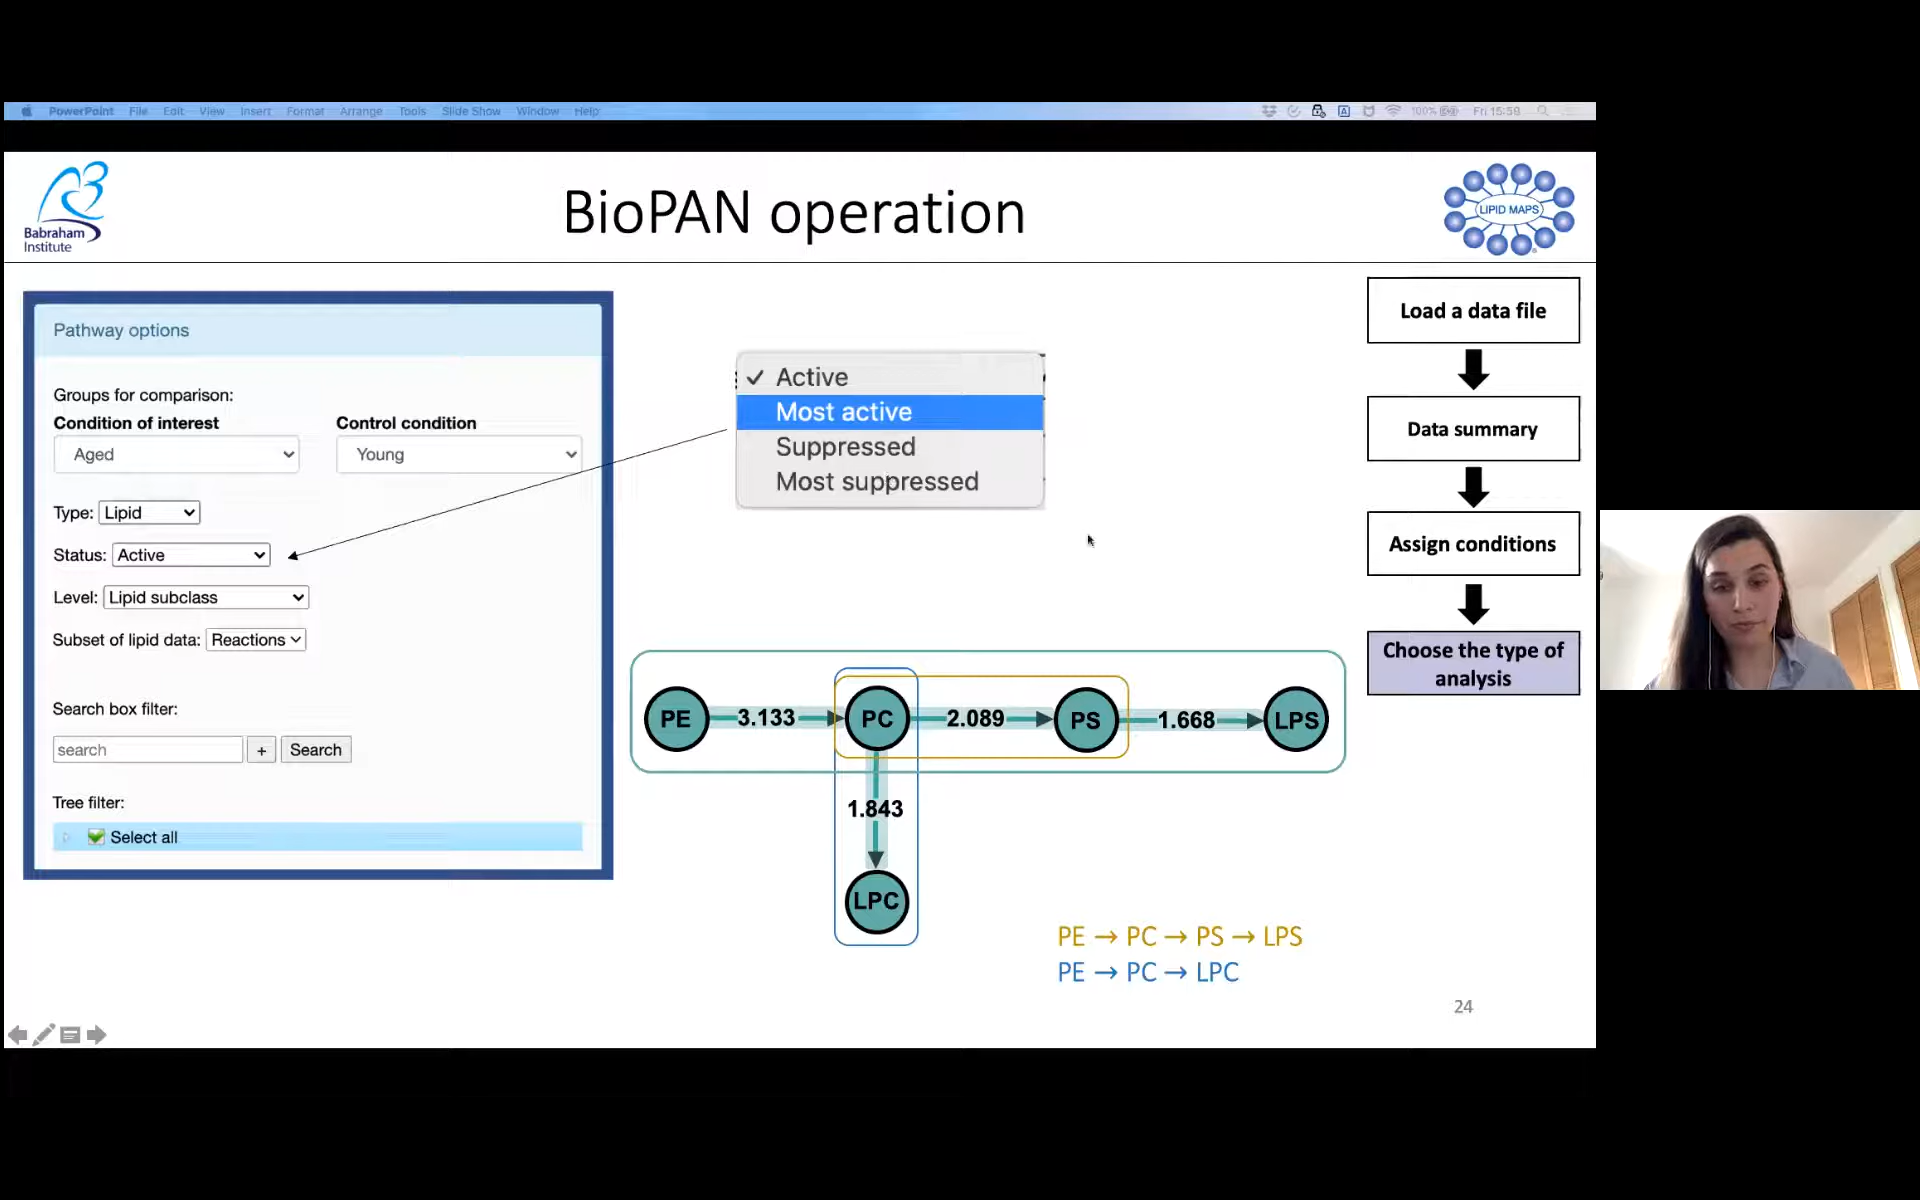 PowerPoint File Edit View Insert Format Arrange Tools Slide Show Window Help
100% Fri 15:59
Babraham
Institute
BioPAN operation
LIPID MAPS
Pathway options
Groups for comparison:
Condition of interest Control condition
Aged Young
Type: Lipid
Status: Active
Level: Lipid subclass
Subset of lipid data: Reactions
Search box filter:
search + Search
Tree filter:
Select all
✓ Active
Most active
Suppressed
Most suppressed
PE 3.133 PC 2.089 PS 1.668 LPS
1.843
LPC
PE → PC → PS → LPS
PE → PC → LPC
Load a data file
Data summary
Assign conditions
Choose the type of
analysis
24